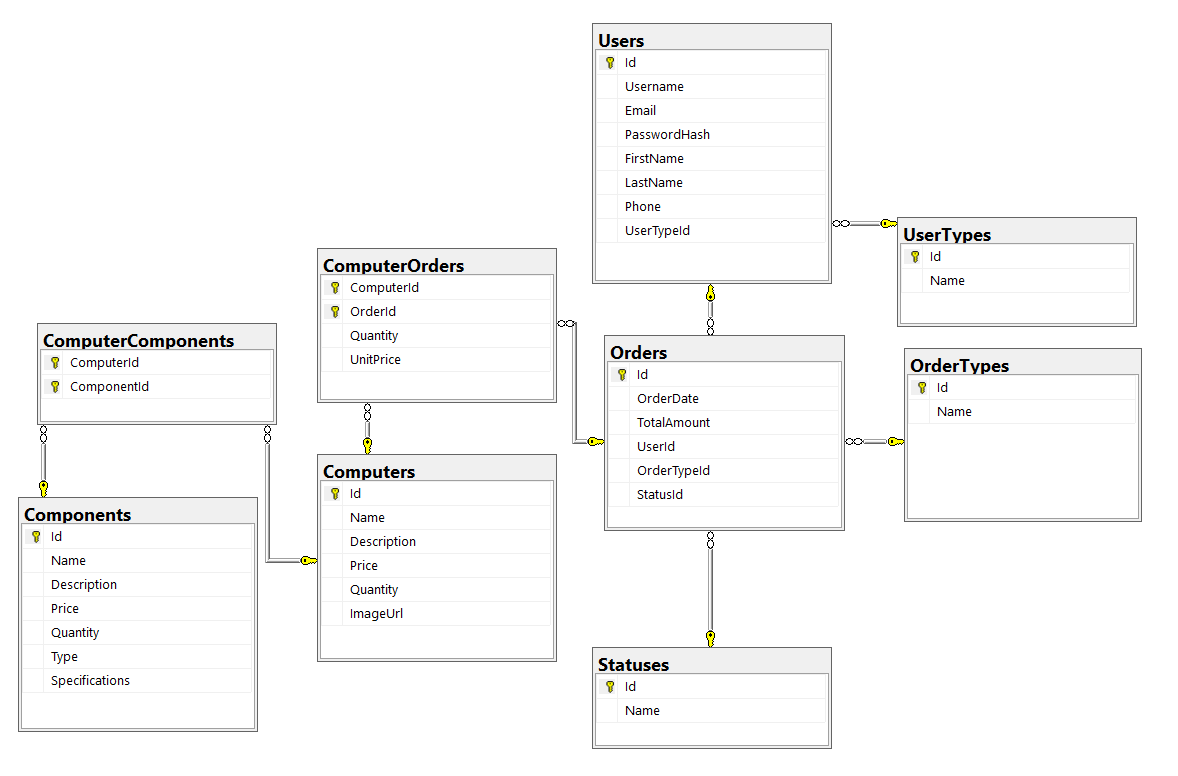 Users
Id
Username
Email
PasswordHash
FirstName
LastName
Phone
UserTypeId
UserTypes
Id
Name
ComputerOrders
ComputerId
OrderId
Quantity
UnitPrice
ComputerComponents
ComputerId
ComponentId
Orders
Id
OrderDate
TotalAmount
UserId
OrderTypeId
StatusId
OrderTypes
Id
Name
Computers
Id
Name
Description
Price
Quantity
ImageUrl
Components
Id
Name
Description
Price
Quantity
Type
Specifications
Statuses
Id
Name